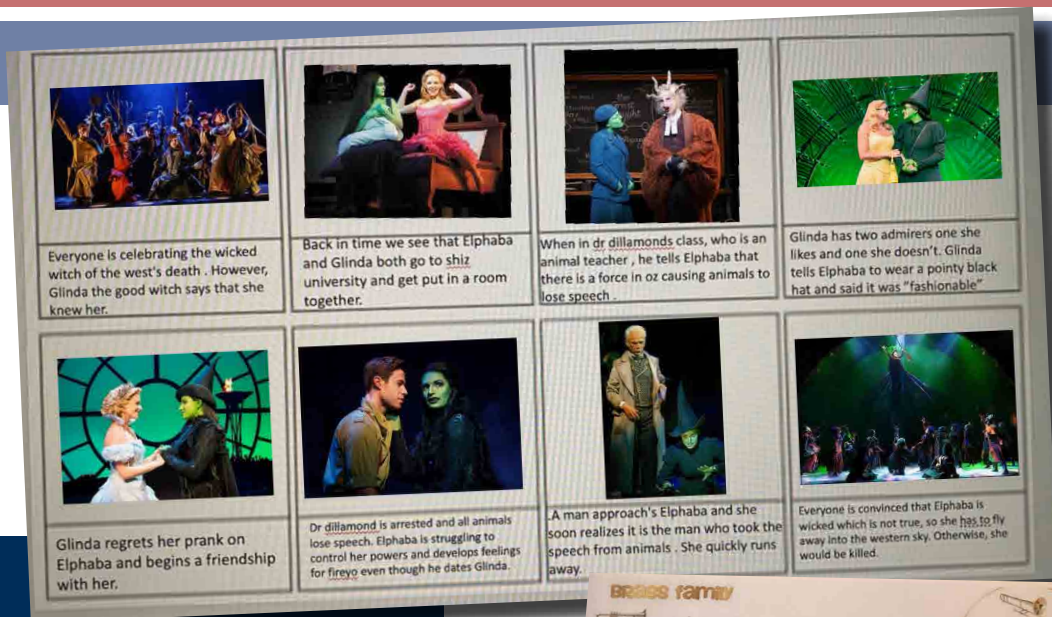 Everyone is celebrating the wicked
witch of the west's death . However,
Glinda the good witch says that she
knew her.
Back in time we see that Elphaba
and Glinda both go to shiz
university and get put in a room
together.
When in dr dillamonds class, who is an
animal teacher , he tells Elphaba that
there is a force in oz causing animals to
lose speech .
Glinda has two admirers one she
likes and one she doesn't. Glinda
tells Elphaba to wear a pointy black
hat and said it was "fashionable"
Glinda regrets her prank on
Elphaba and begins a friendship
with her.
Dr dillamond is arrested and all animals
lose speech. Elphaba is struggling to
control her powers and develops feelings
for fireyo even though he dates Glinda.
.A man approach's Elphaba and she
soon realizes it is the man who took the
speech from animals . She quickly runs
away.
Everyone is convinced that Elphaba is
wicked which is not true, so she has to fly
away into the western sky. Otherwise, she
would be killed.
BRASS family